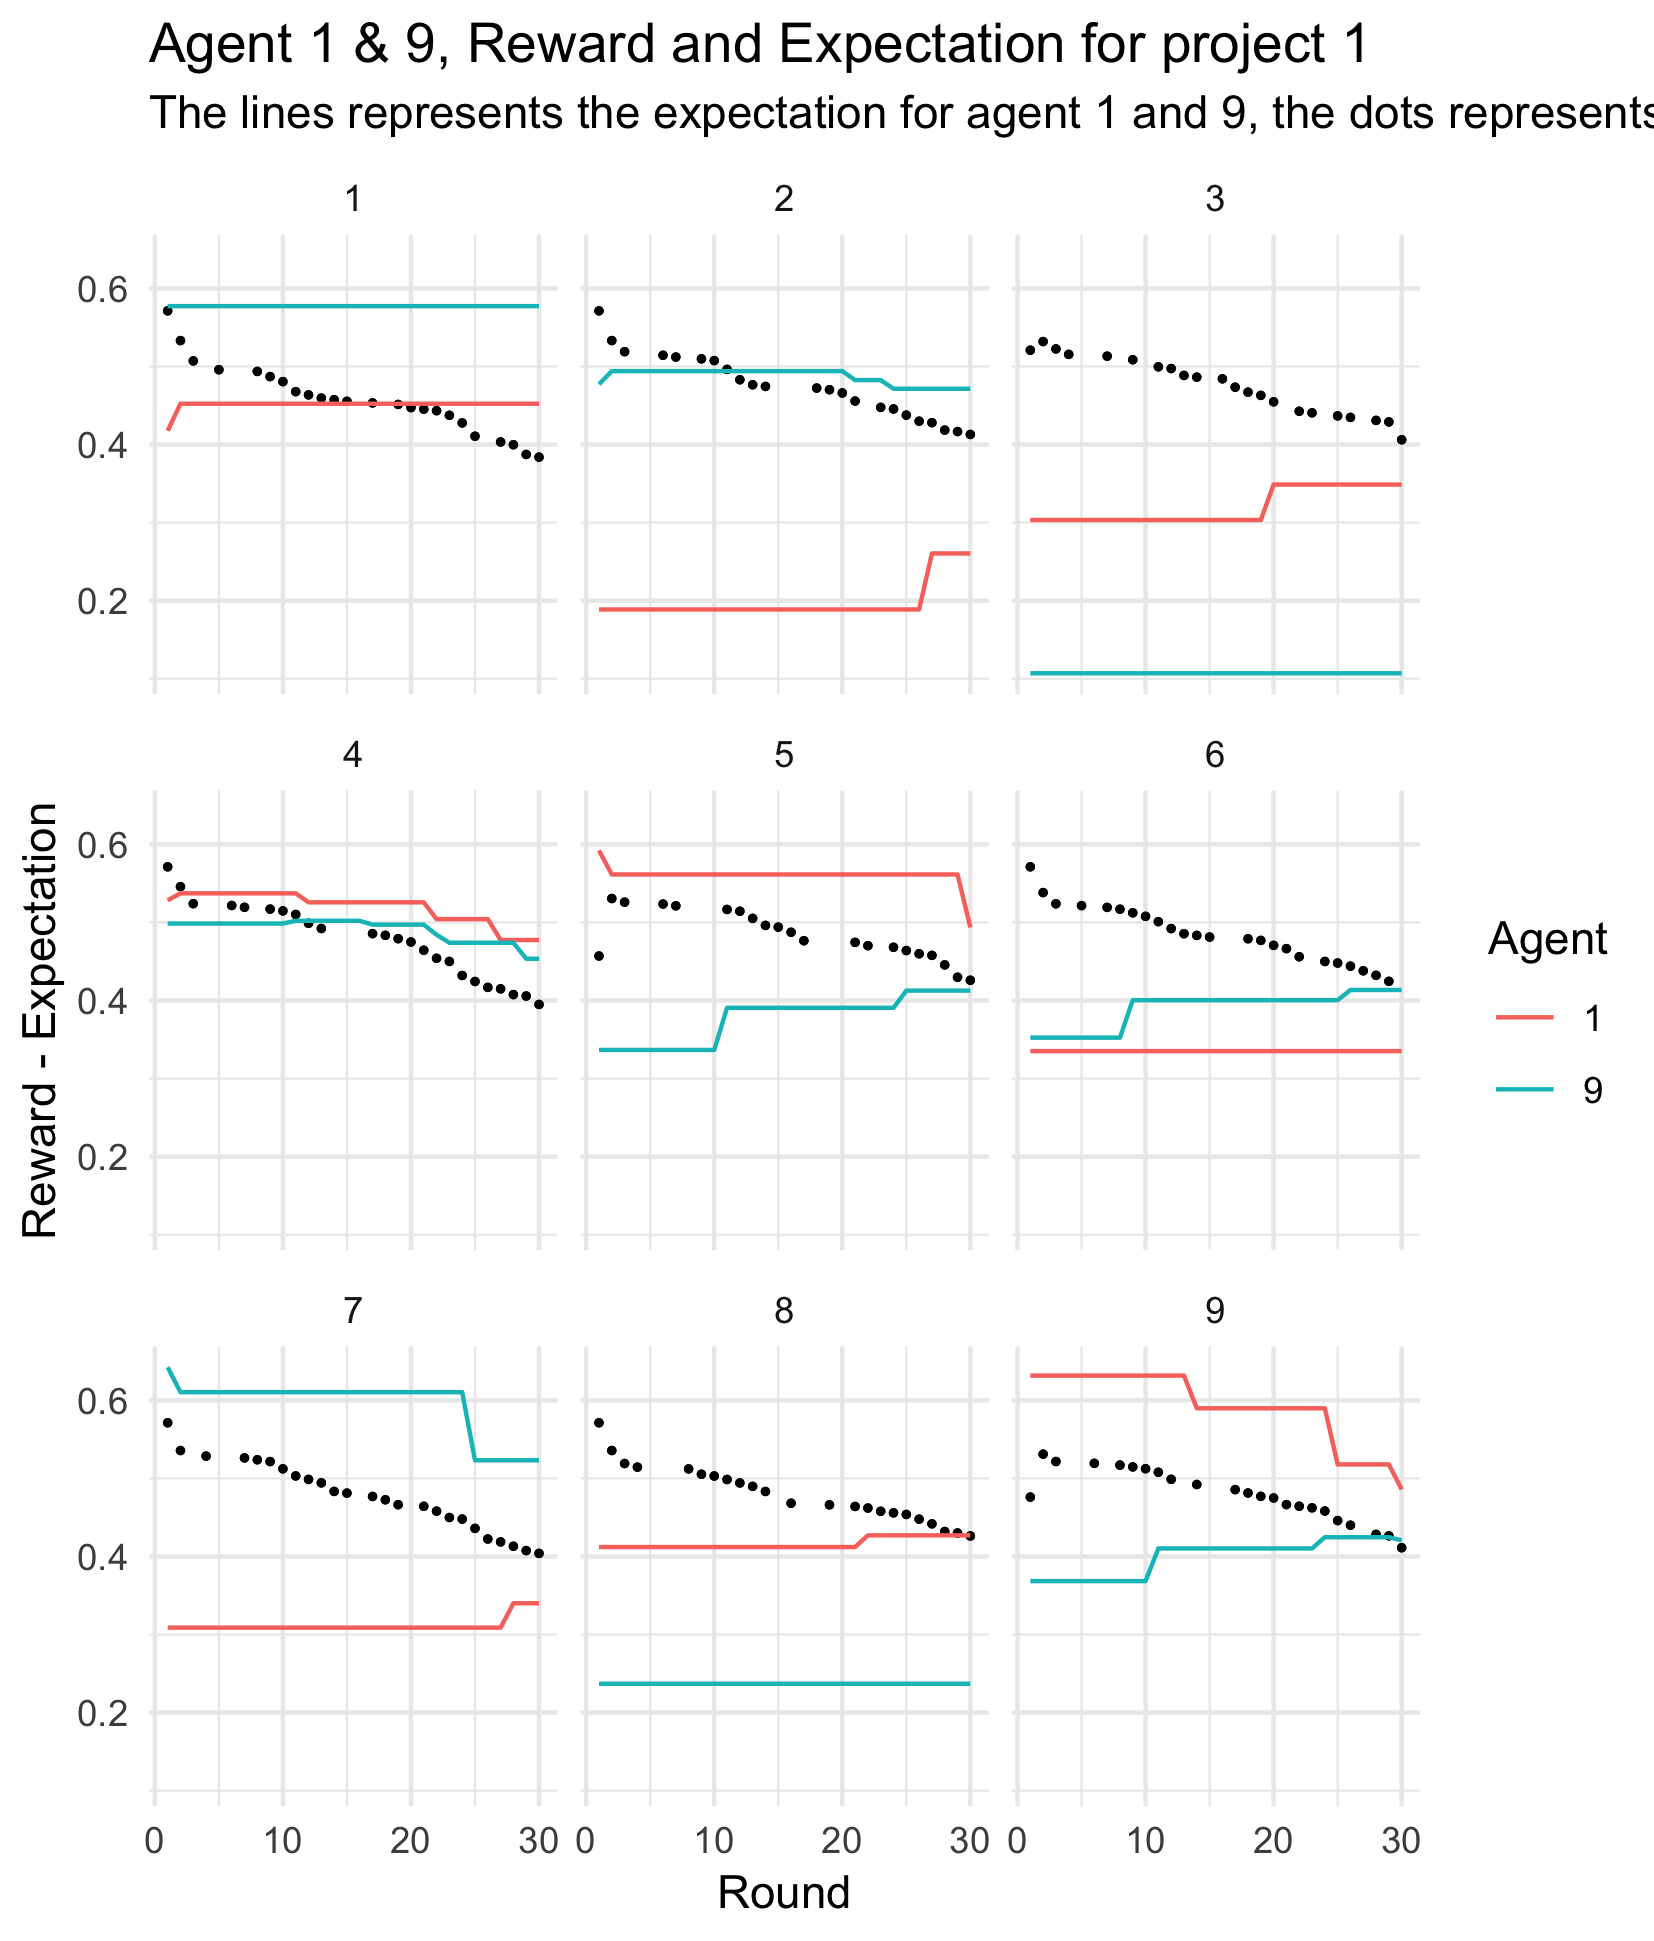 Agent 1 & 9, Reward and Expectation for project 1
The lines represents the expectation for agent 1 and 9, the dots represents
1 2 3
0.6
0.4
0.2
4 5 6
0.6
0.4
0.2
7 8 9
0.6
0.4
0.2
0 10 20 30 0 10 20 30 0 10 20 30
Round
Reward - Expectation
Agent
1
9